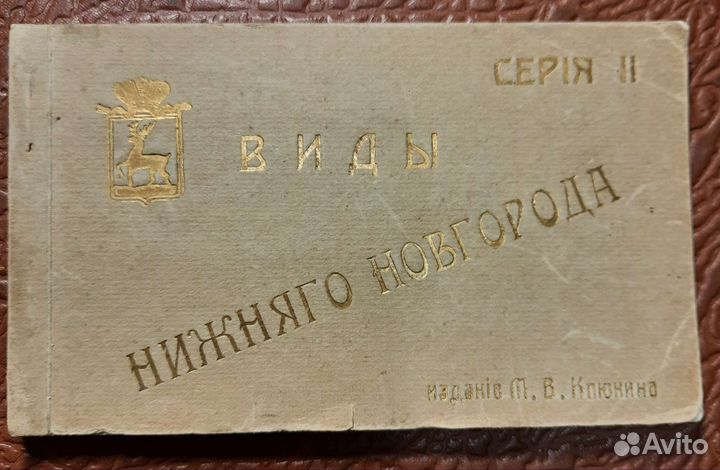 СЕРІЯ II
ВИДЫ
НИЖНЯГО НОВГОРОДА
изданіе М. В. Клюкина
Avito